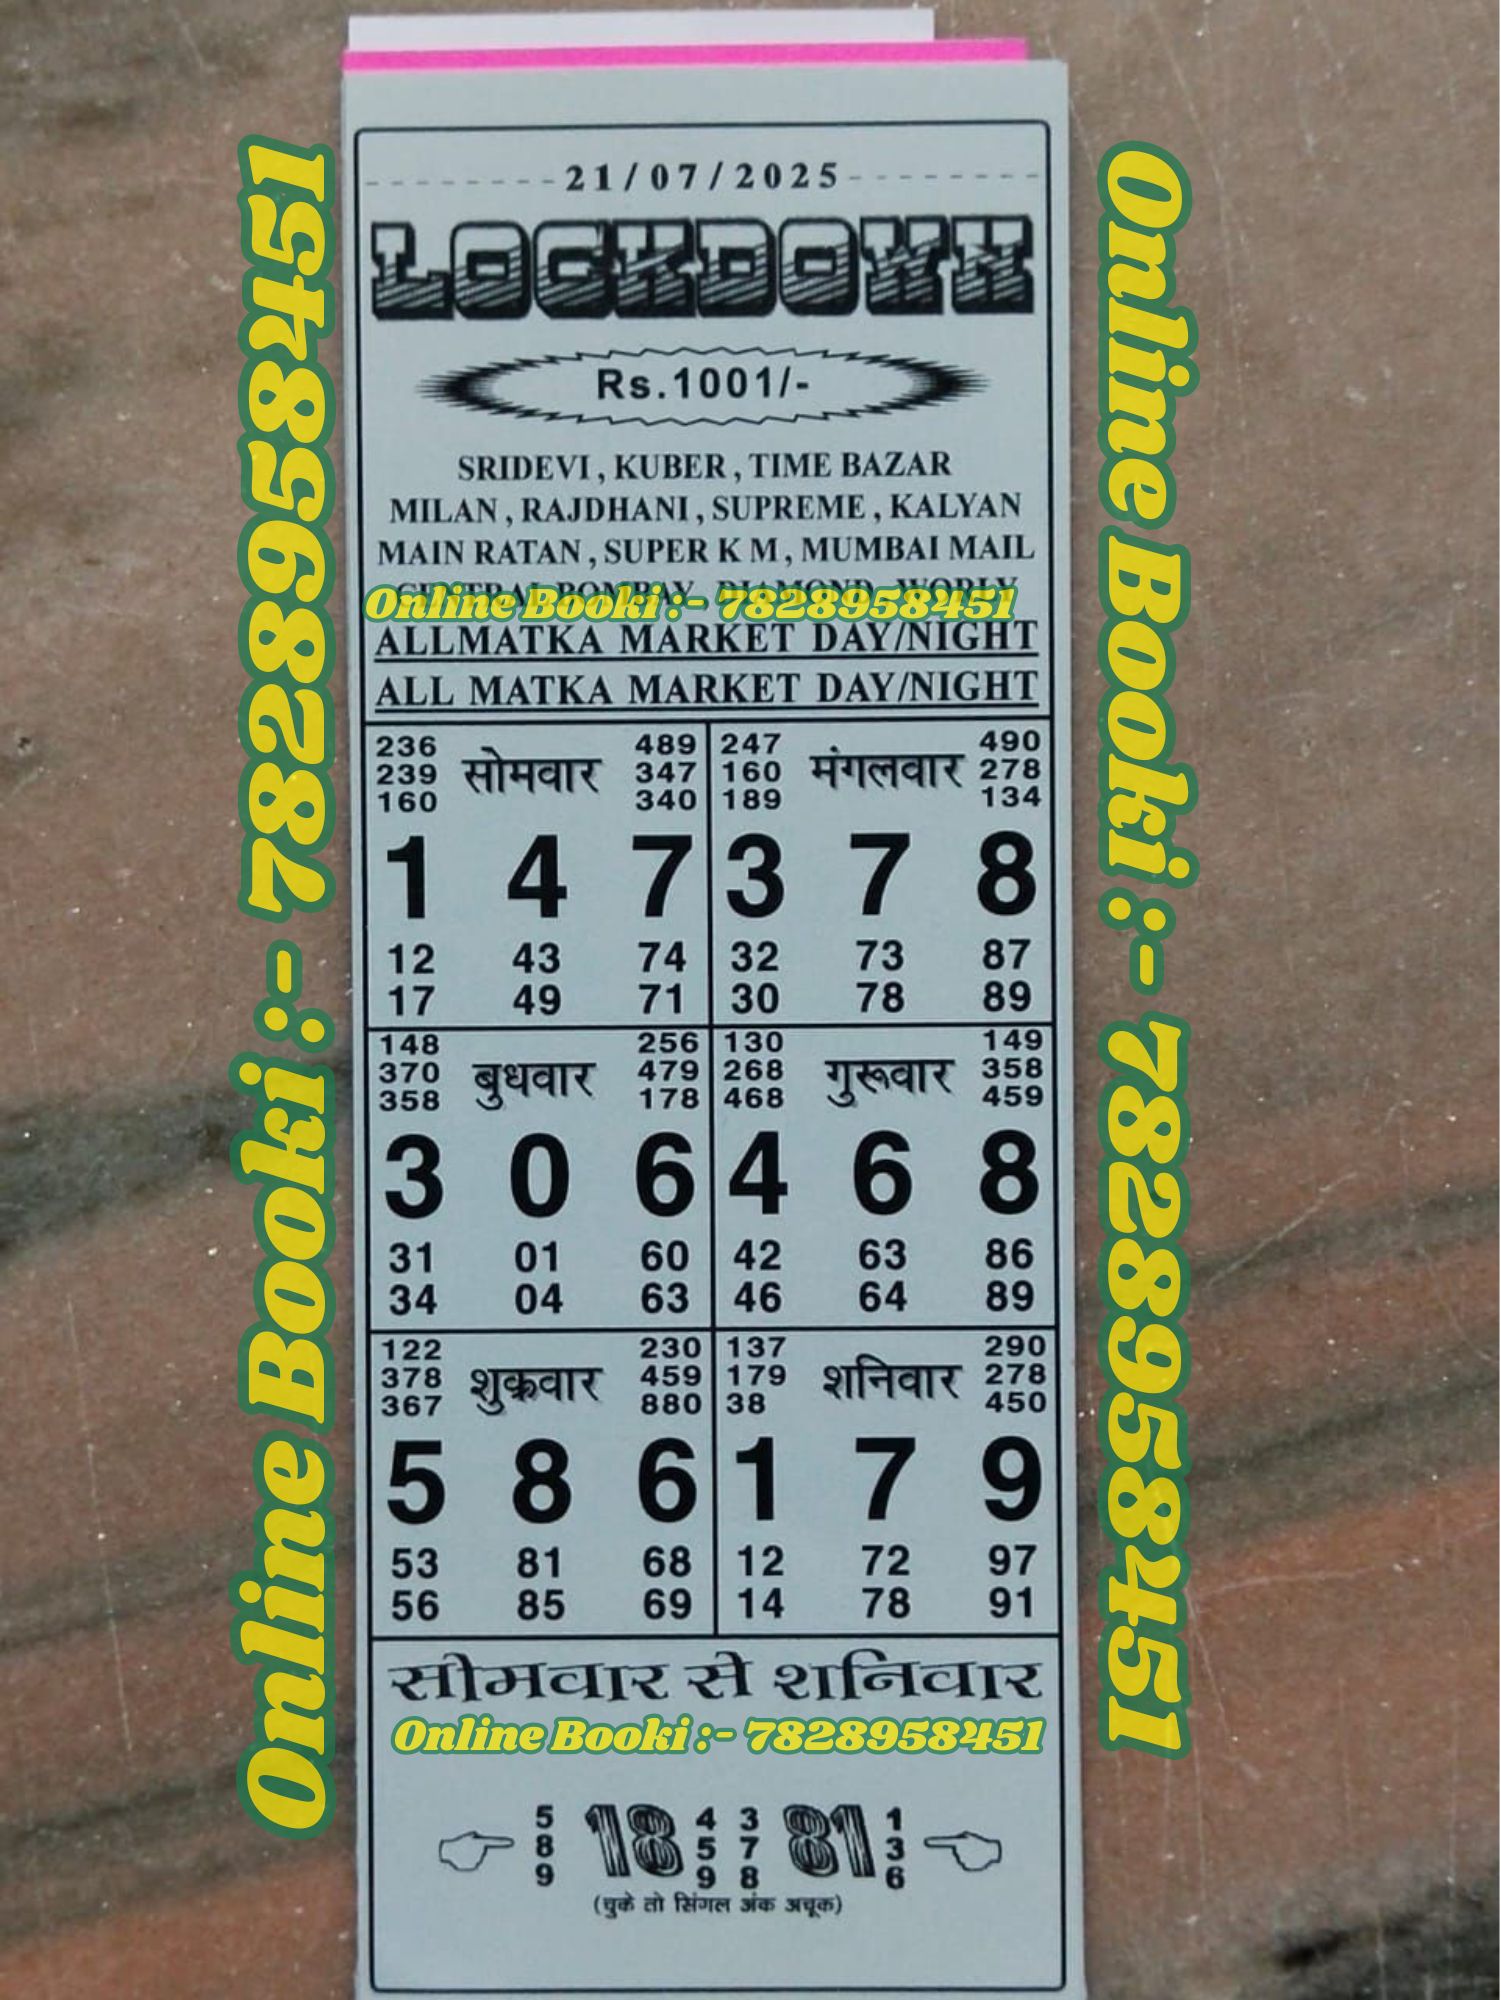 21/07/2025
LOCKDOWN
Rs.1001/-
SRIDEVI, KUBER, TIME BAZAR
MILAN, RAJDHANI, SUPREME, KALYAN
MAIN RATAN, SUPER K M, MUMBAI MAIL
CENTRAL BOMBAY, DIAMOND, WORLY
Online Booki :- 7828958451
ALLMATKA MARKET DAY/NIGHT
ALL MATKA MARKET DAY/NIGHT
236 489 247 490
239 सोमवार 347 160 मंगलवार 278
160 340 189 134
1 4 7 3 7 8
12 43 74 32 73 87
17 49 71 30 78 89
148 256 130 149
370 बुधवार 479 268 गुरूवार 358
358 178 468 459
3 0 6 4 6 8
31 01 60 42 63 86
34 04 63 46 64 89
122 230 137 290
378 शुक्रवार 459 179 शनिवार 278
367 880 38 450
5 8 6 1 7 9
53 81 68 12 72 97
56 85 69 14 78 91
सोमवार से शनिवार
Online Booki :- 7828958451
5 4 3 1
8 18 5 7 81 3
9 9 8 6
(चुके तो सिंगल अंक अचूक)
Online Booki :- 7828958451
Online Booki :- 7828958451